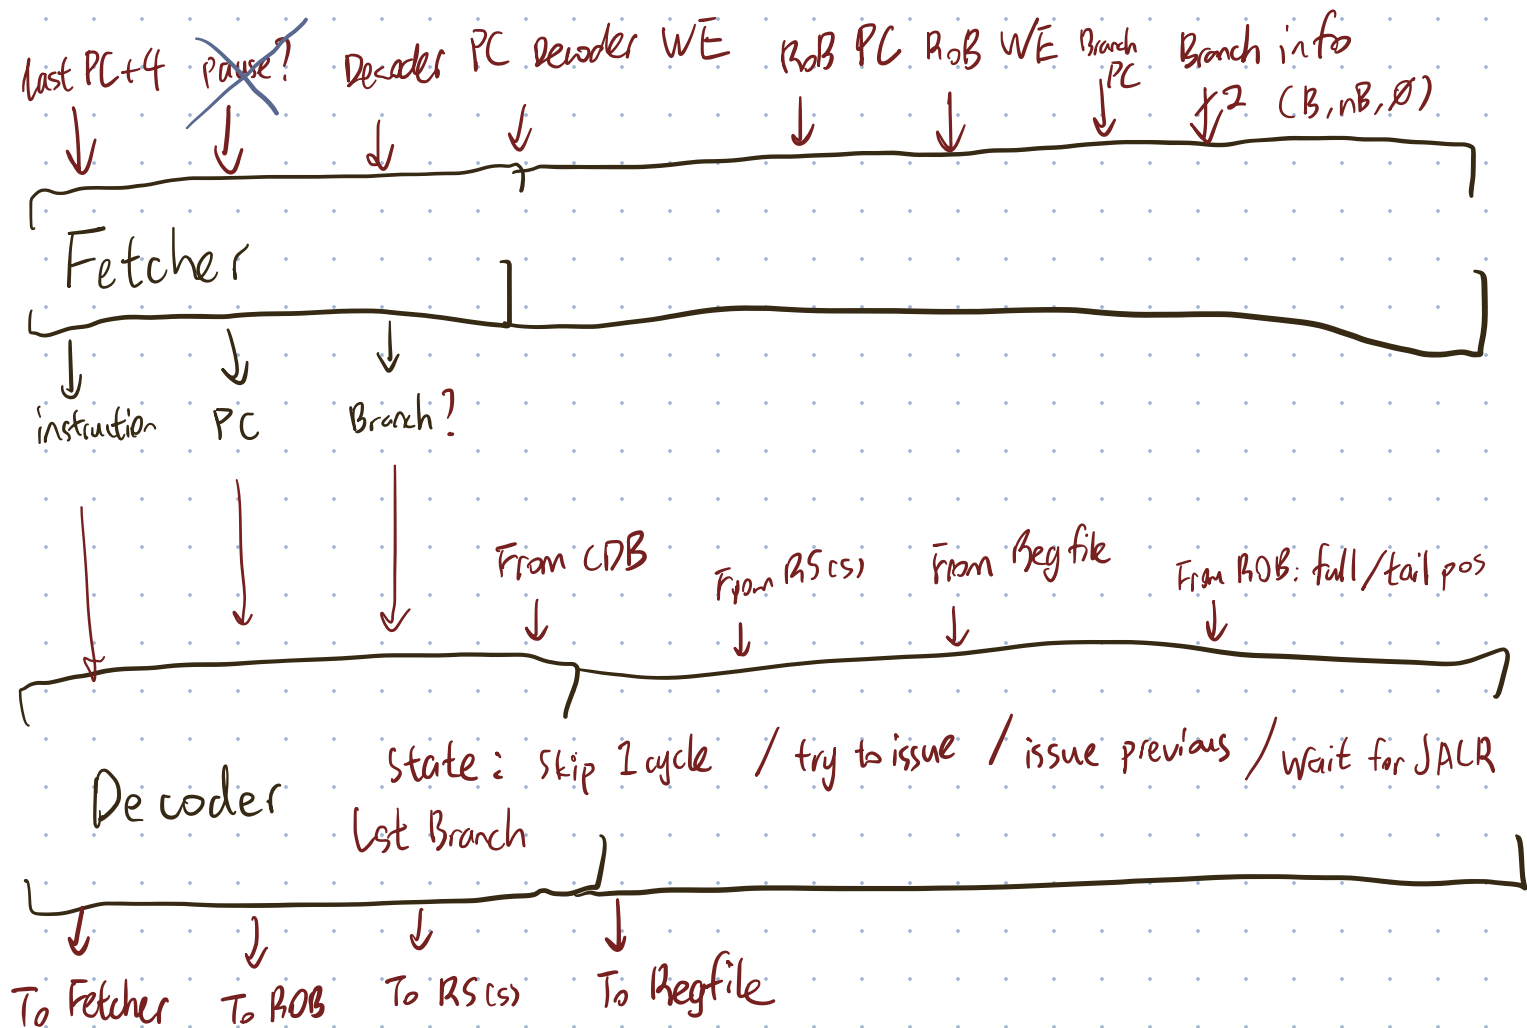 last PC+4 pause? Decoder PC Decoder WE RoB PC RoB WE Branch PC Branch info
×2 (B, nB, Ø)
Fetcher
instruction PC Branch?
From CDB From RS(s) From Regfile From ROB: full/tail pos
State: Skip 1 cycle / try to issue / issue previous / Wait for JALR
Decoder
Last Branch
To Fetcher To ROB To RS(s) To Regfile